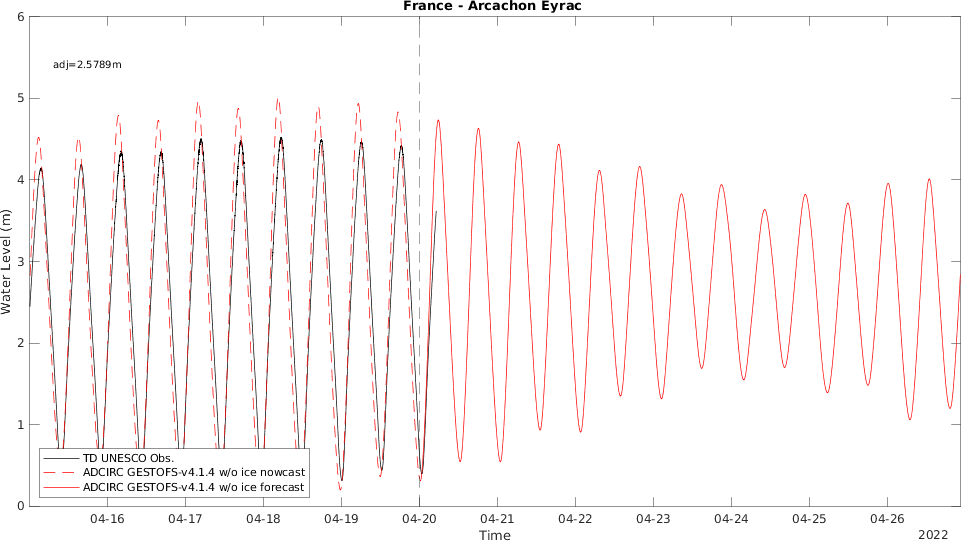 France - Arcachon Eyrac
6
adj=2.5789m
5
4
3
2
1
0
Water Level (m)
TD UNESCO Obs.
ADCIRC GESTOFS-v4.1.4 w/o ice nowcast
ADCIRC GESTOFS-v4.1.4 w/o ice forecast
04-16 04-17 04-18 04-19 04-20 04-21 04-22 04-23 04-24 04-25 04-26
Time
2022